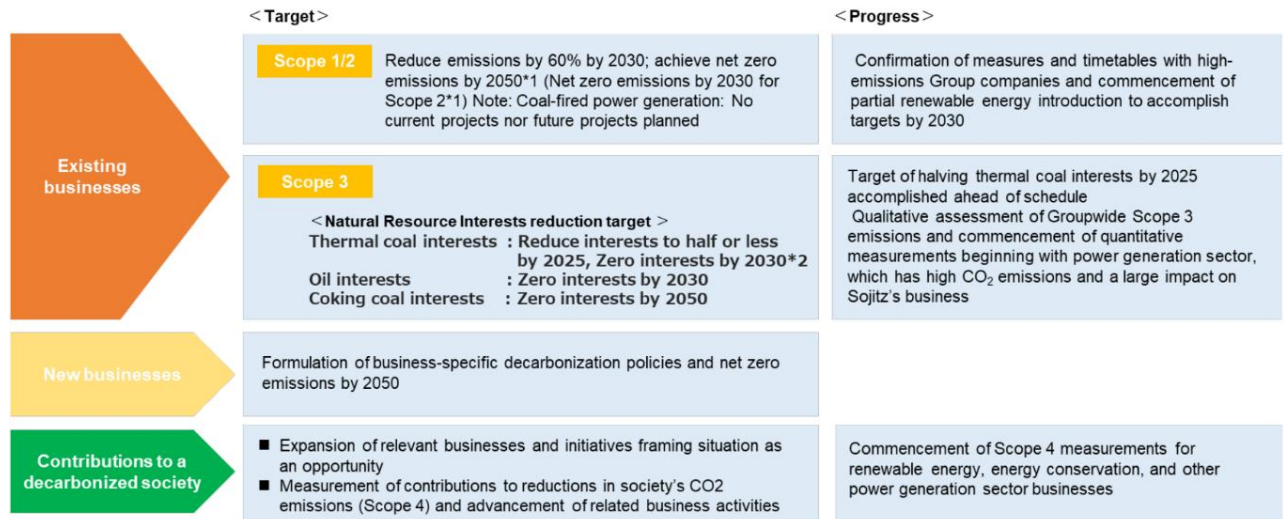 ＜Target＞
＜Progress＞
Existing
businesses
Scope 1/2
Reduce emissions by 60% by 2030; achieve net zero
emissions by 2050*1 (Net zero emissions by 2030 for
Scope 2*1) Note: Coal-fired power generation: No
current projects nor future projects planned
Confirmation of measures and timetables with high-
emissions Group companies and commencement of
partial renewable energy introduction to accomplish
targets by 2030
Scope 3
＜Natural Resource Interests reduction target ＞
Thermal coal interests : Reduce interests to half or less
by 2025, Zero interests by 2030*2
Oil interests : Zero interests by 2030
Coking coal interests : Zero interests by 2050
Target of halving thermal coal interests by 2025
accomplished ahead of schedule
Qualitative assessment of Groupwide Scope 3
emissions and commencement of quantitative
measurements beginning with power generation sector,
which has high CO₂ emissions and a large impact on
Sojitz's business
New businesses
Formulation of business-specific decarbonization policies and net zero
emissions by 2050
Contributions to a
decarbonized society
■ Expansion of relevant businesses and initiatives framing situation as
an opportunity
■ Measurement of contributions to reductions in society's CO2
emissions (Scope 4) and advancement of related business activities
Commencement of Scope 4 measurements for
renewable energy, energy conservation, and other
power generation sector businesses